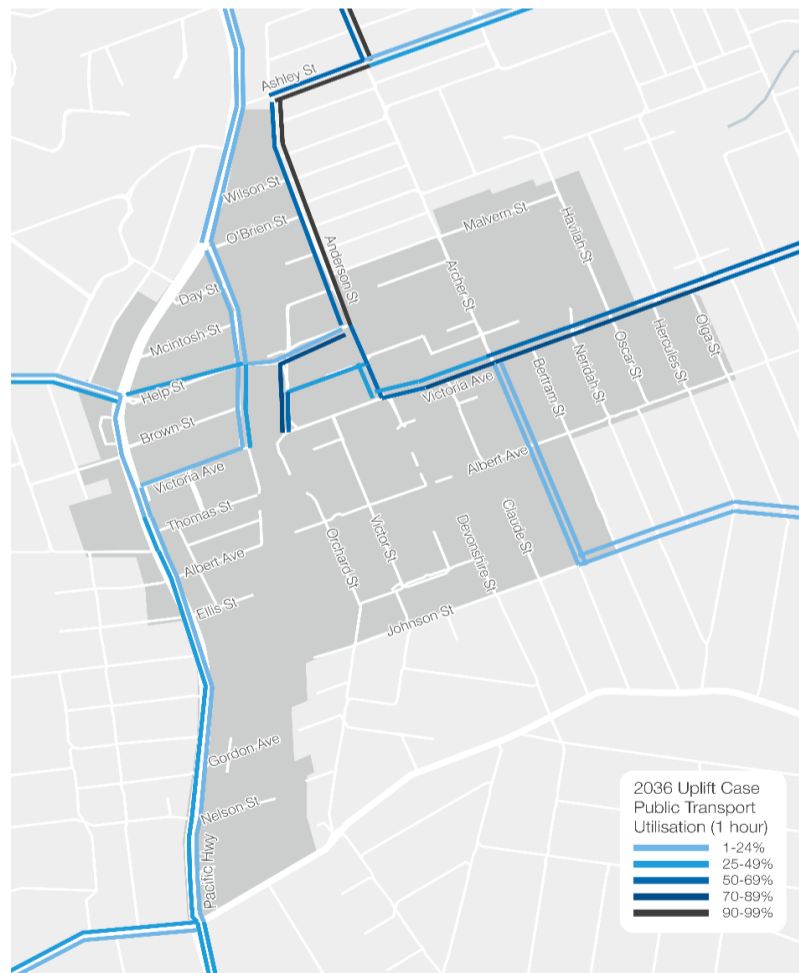 Ashley St
Wilson St
O'Brien St
Malvern St
Havilah St
Anderson St
Archer St
Day St
Mcintosh St
Help St
Brown St
Victoria Ave
Bertram St
Neridah St
Oscar St
Hercules St
Olga St
Victoria Ave
Albert Ave
Thomas St
Orchard St
Victor St
Devonshire St
Claude St
Albert Ave
Ellis St
Johnson St
Gordon Ave
Nelson St
Pacific Hwy
2036 Uplift Case
Public Transport
Utilisation (1 hour)
1-24%
25-49%
50-69%
70-89%
90-99%